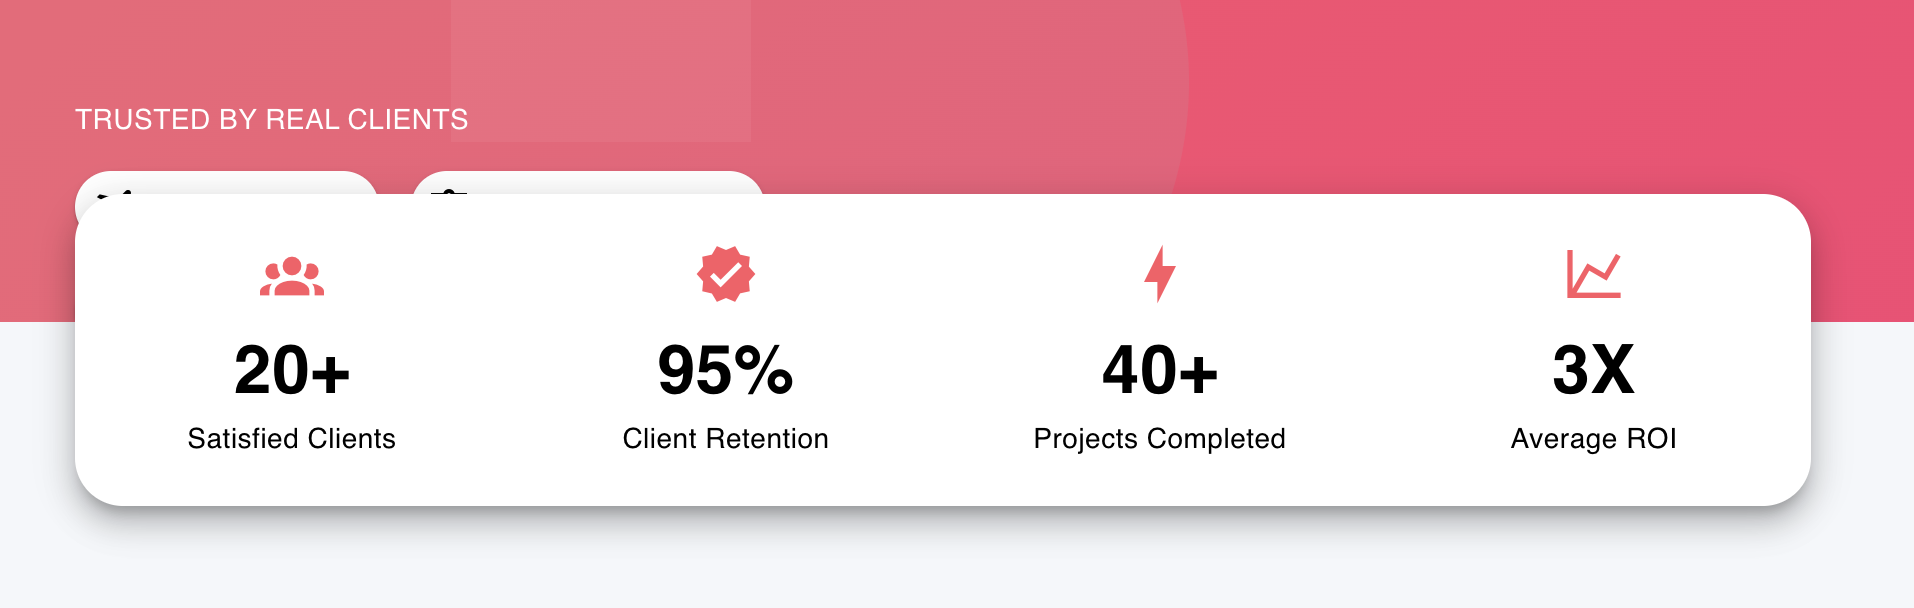 TRUSTED BY REAL CLIENTS
20+
95%
40+
3X
Satisfied Clients
Client Retention
Projects Completed
Average ROI